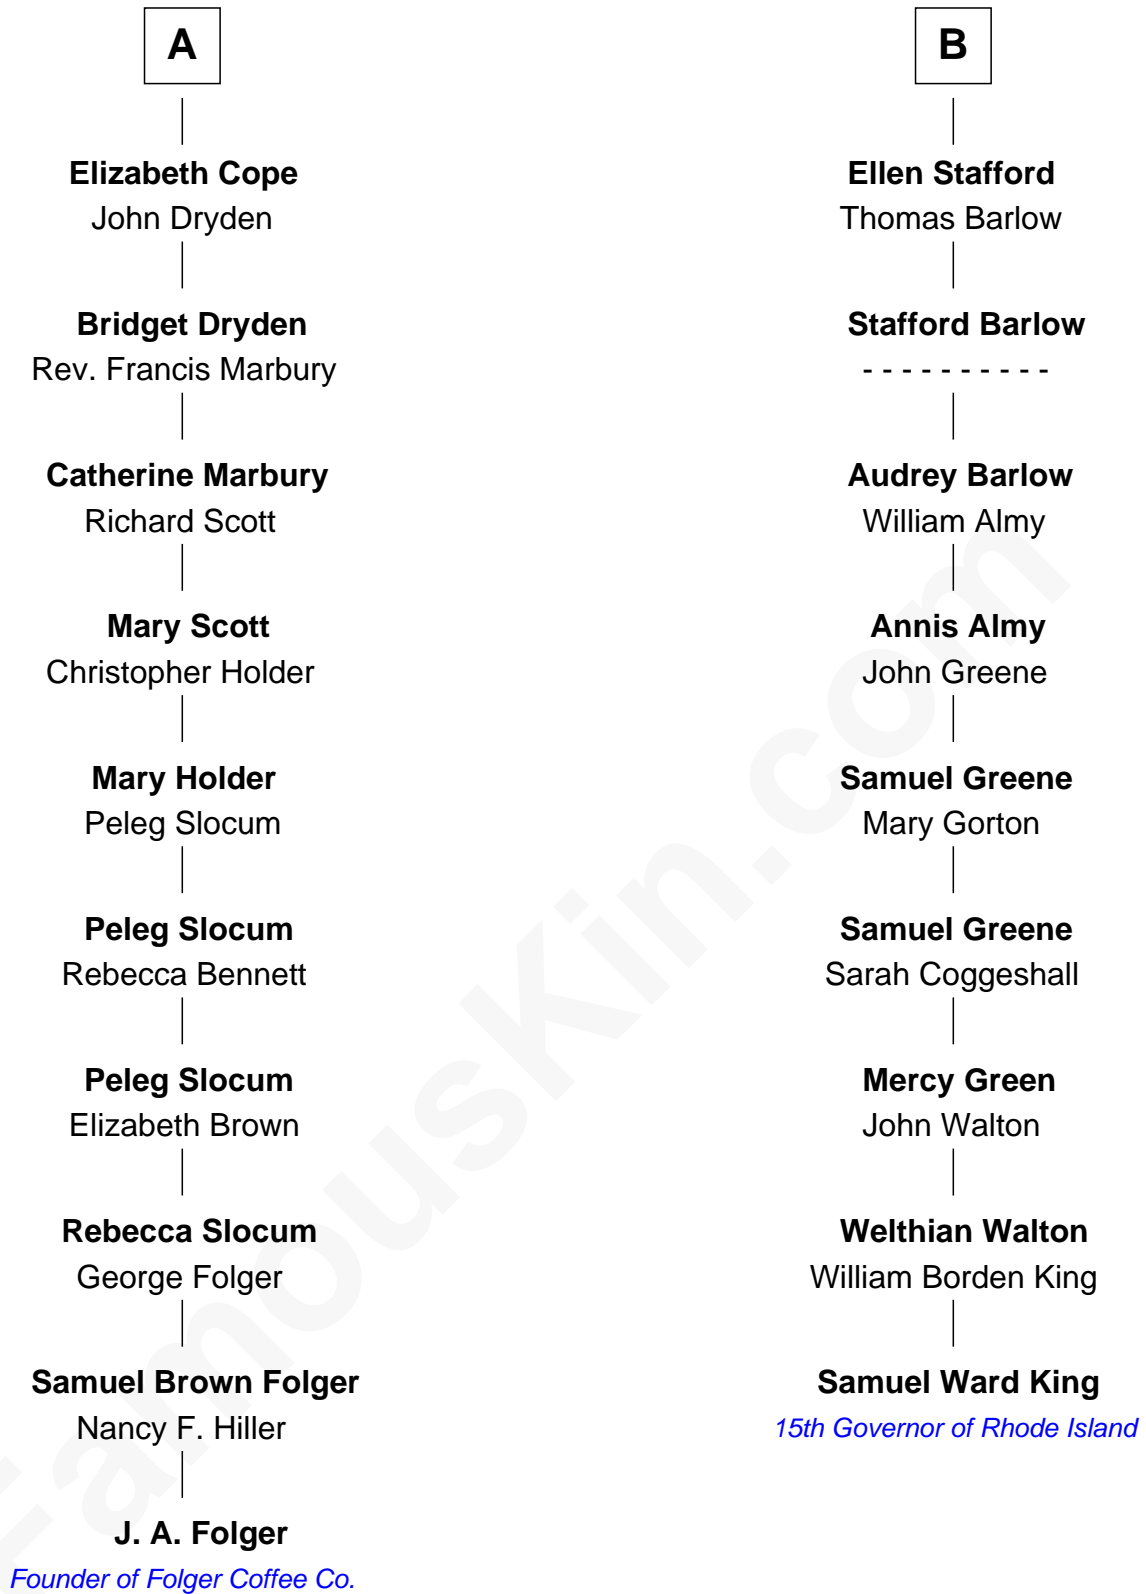 A
Elizabeth Cope
John Dryden
Bridget Dryden
Rev. Francis Marbury
Catherine Marbury
Richard Scott
Mary Scott
Christopher Holder
Mary Holder
Peleg Slocum
Peleg Slocum
Rebecca Bennett
Peleg Slocum
Elizabeth Brown
Rebecca Slocum
George Folger
Samuel Brown Folger
Nancy F. Hiller
J. A. Folger
Founder of Folger Coffee Co.
B
Ellen Stafford
Thomas Barlow
Stafford Barlow
- - - - - - - - - -
Audrey Barlow
William Almy
Annis Almy
John Greene
Samuel Greene
Mary Gorton
Samuel Greene
Sarah Coggeshall
Mercy Green
John Walton
Welthian Walton
William Borden King
Samuel Ward King
15th Governor of Rhode Island
FamousKin.com